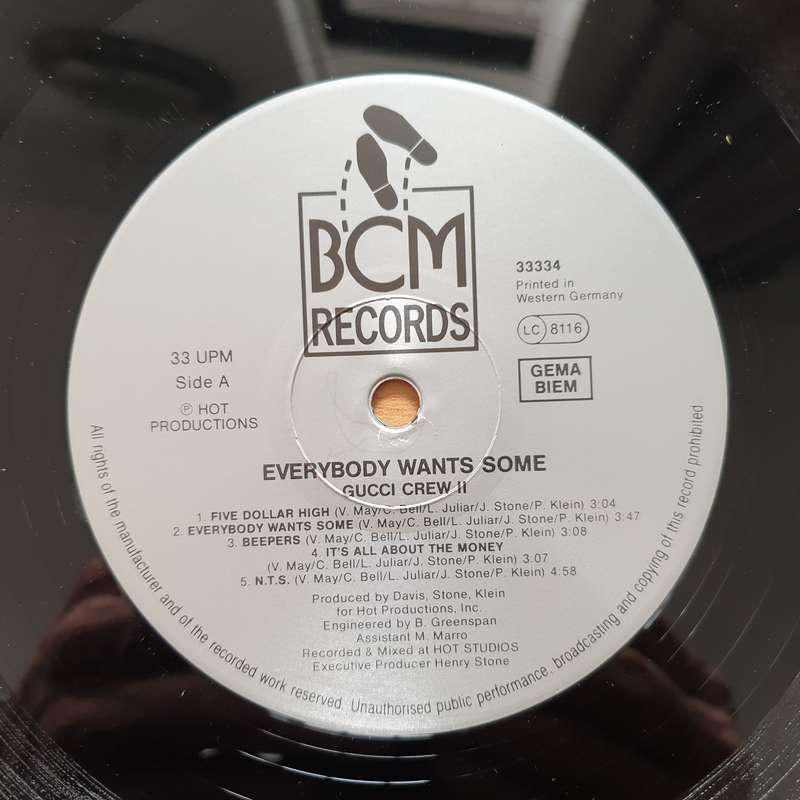 BCM
RECORDS
33334
Printed in
Western Germany
LC 8116
GEMA
BIEM
33 UPM
Side A
Ⓟ HOT
PRODUCTIONS
EVERYBODY WANTS SOME
GUCCI CREW II
1. FIVE DOLLAR HIGH (V. May/C. Bell/L. Juliar/J. Stone/P. Klein) 3:04
2. EVERYBODY WANTS SOME (V. May/C. Bell/L. Juliar/J. Stone/P. Klein) 3:47
3. BEEPERS (V. May/C. Bell/L. Juliar/J. Stone/P. Klein) 3:08
4. IT'S ALL ABOUT THE MONEY
(V. May/C. Bell/L. Juliar/J. Stone/P. Klein) 3:07
5. N.T.S. (V. May/C. Bell/L. Juliar/J. Stone/P. Klein) 4:58
Produced by Davis, Stone, Klein
for Hot Productions, Inc.
Engineered by B. Greenspan
Assistant M. Marro
Recorded & Mixed at HOT STUDIOS
Executive Producer Henry Stone
All rights of the manufacturer and of the recorded work reserved. Unauthorised public performance, broadcasting and copying of this record prohibited